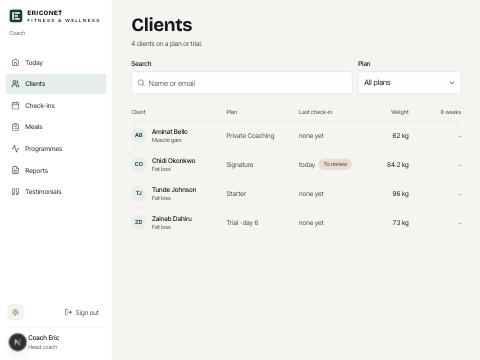 ERICONET
FITNESS & WELLNESS
Coach
Today
Clients
Check-ins
Meals
Programmes
Reports
Testimonials
Sign out
N
Coach Eric
Head coach
Clients
4 clients on a plan or trial.
Search
Plan
Name or email
All plans
Client Plan Last check-in Weight 8 weeks
AB Aminat Bello Private Coaching none yet 62 kg –
Muscle gain
CO Chidi Okonkwo Signature today To review 84.2 kg –
Fat loss
TJ Tunde Johnson Starter none yet 96 kg –
Fat loss
ZD Zainab Dahiru Trial · day 6 none yet 73 kg –
Fat loss